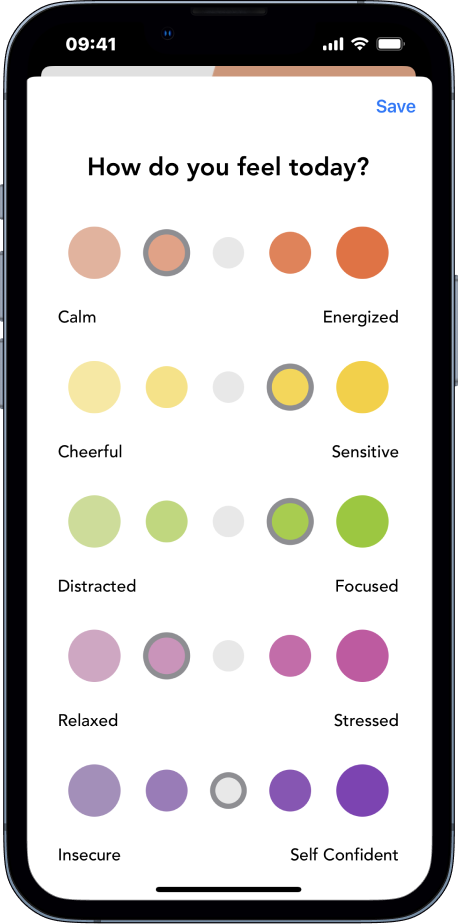 09:41
Save
How do you feel today?
Calm Energized
Cheerful Sensitive
Distracted Focused
Relaxed Stressed
Insecure Self Confident